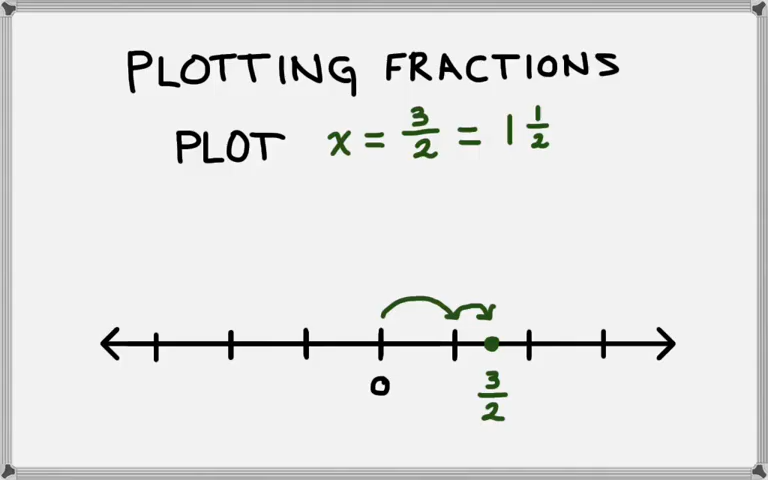 PLOTTING FRACTIONS
PLOT x = 3/2 = 1 1/2
0
3/2